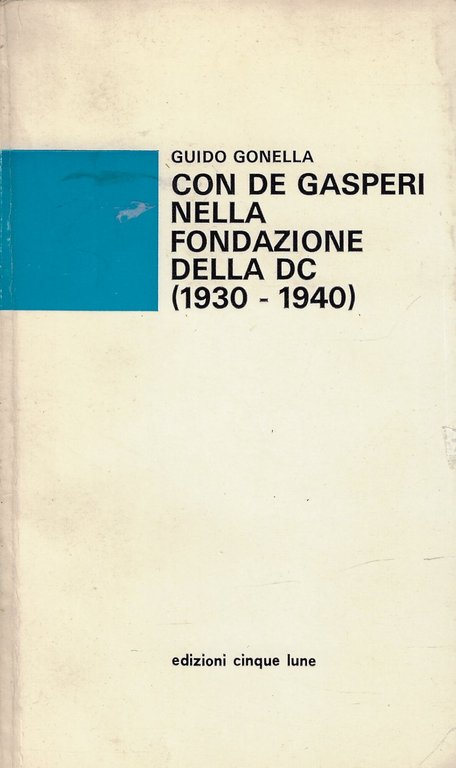 GUIDO GONELLA
CON DE GASPERI
NELLA
FONDAZIONE
DELLA DC
(1930 - 1940)
edizioni cinque lune